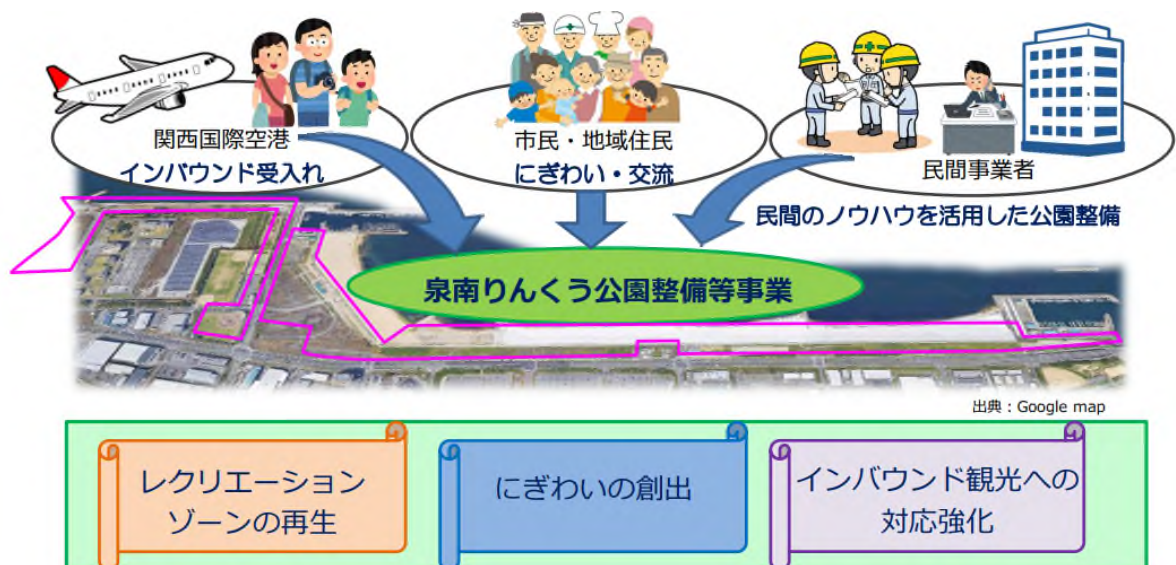 関西国際空港
インバウンド受入れ
市民・地域住民
にぎわい・交流
民間事業者
民間のノウハウを活用した公園整備
泉南りんくう公園整備等事業
出典：Google map
レクリエーション
ゾーンの再生
にぎわいの創出
インバウンド観光への
対応強化